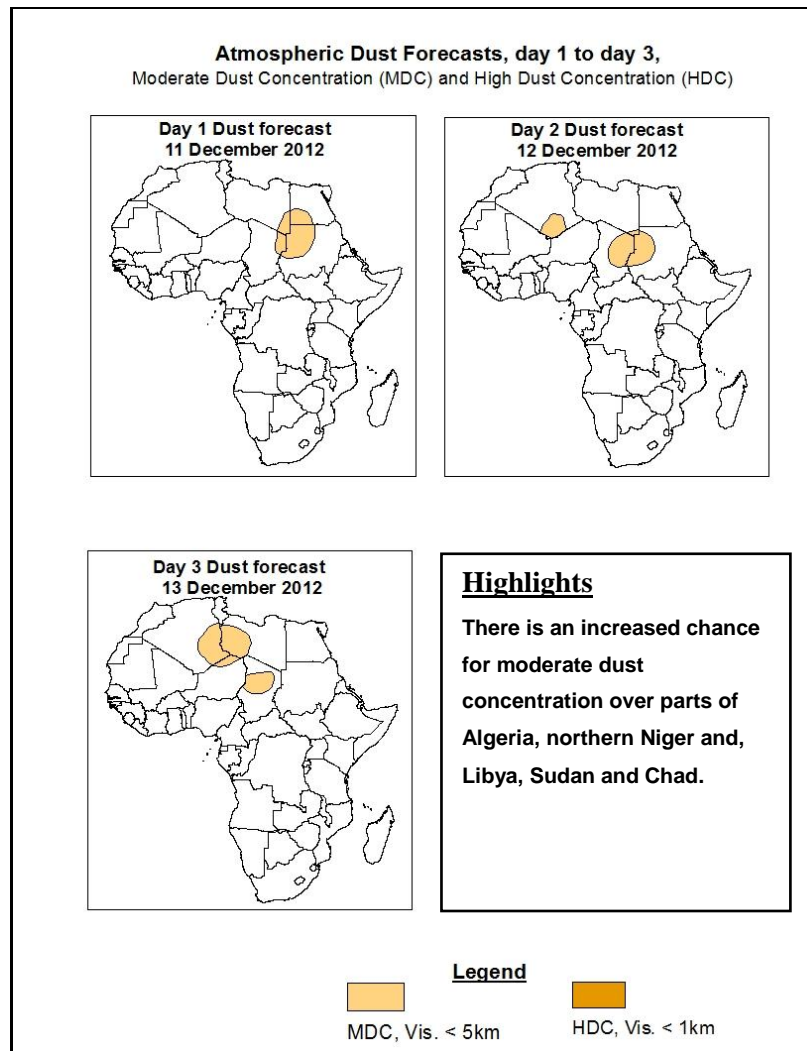 Atmospheric Dust Forecasts, day 1 to day 3,
Moderate Dust Concentration (MDC) and High Dust Concentration (HDC)
Day 1 Dust forecast
11 December 2012
Day 2 Dust forecast
12 December 2012
Day 3 Dust forecast
13 December 2012
Highlights
There is an increased chance
for moderate dust
concentration over parts of
Algeria, northern Niger and,
Libya, Sudan and Chad.
Legend
MDC, Vis. < 5km
HDC, Vis. < 1km